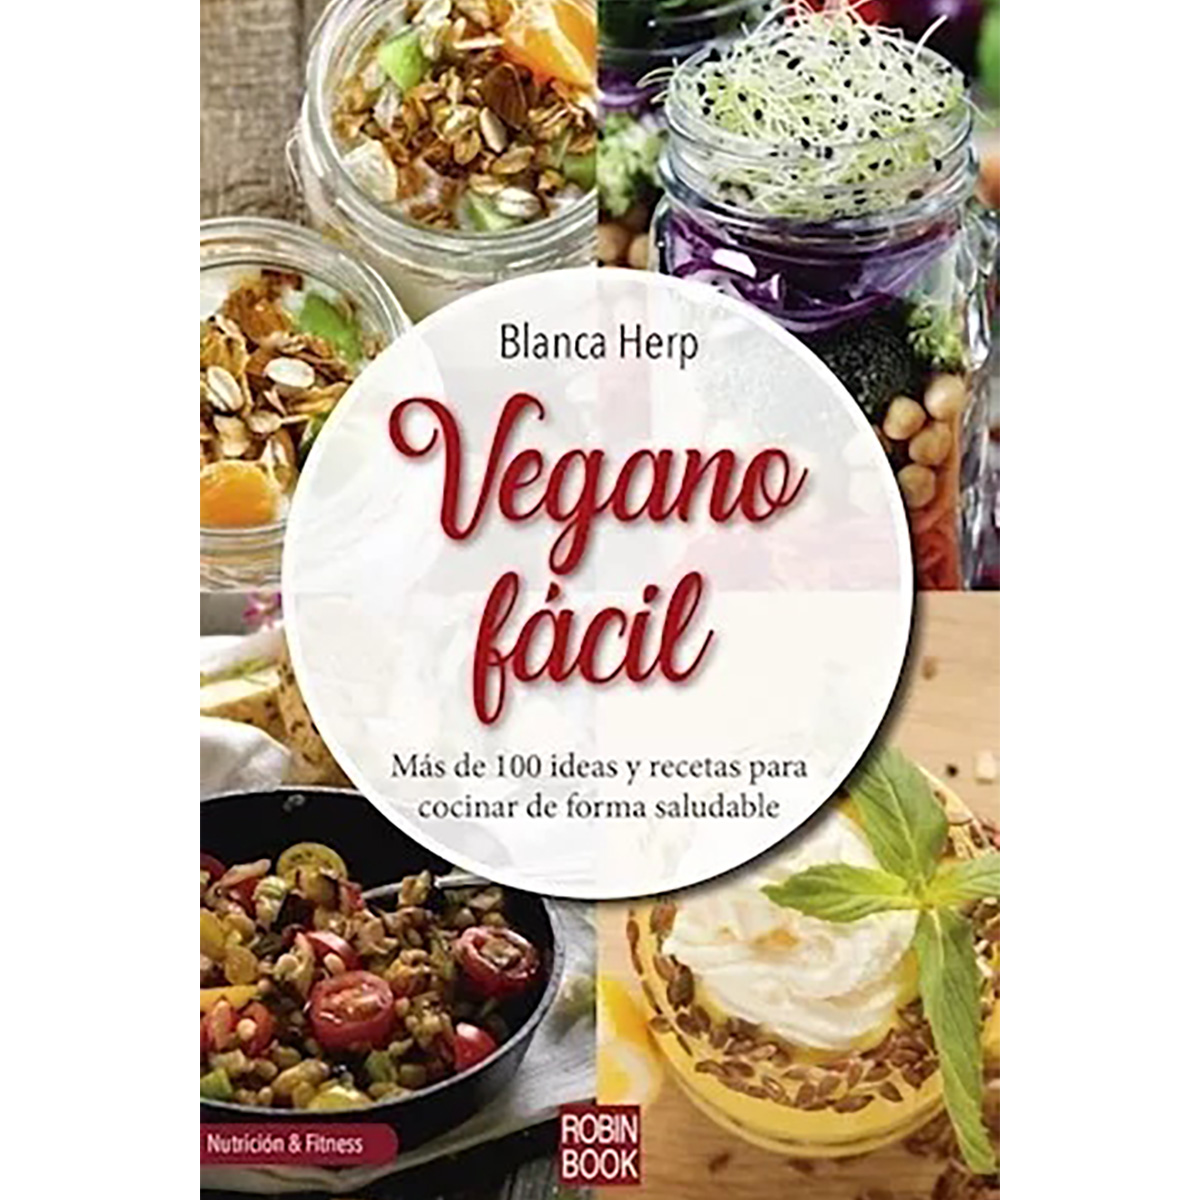 Blanca Herp
Vegano
fácil
Más de 100 ideas y recetas para
cocinar de forma saludable
Nutrición & Fitness
ROBIN
BOOK